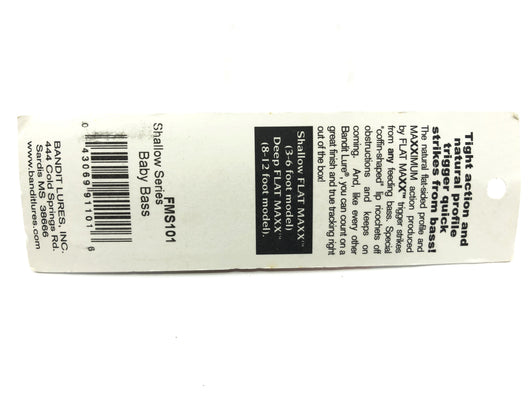 Tight action and
natural profile
trigger quick
strikes from bass!
The natural flat-sided profile and
MAXXIMUM action produced
by FLAT MAXX™ trigger strikes
from any feeding bass. Special
"coffin-shaped" lip ricochets off
obstructions and keeps on
coming. And, like every other
Bandit Lure®, you can count on a
great finish and true tracking right
out of the box!
Shallow FLAT MAXX™
(3-6 foot model)
Deep FLAT MAXX™
(8-12 foot model).
FMS101
Shallow Series
Baby Bass
0 43069 91101 6
BANDIT LURES, INC.
444 Cold Springs Rd.
Sardis MS 38666
www.banditlures.com